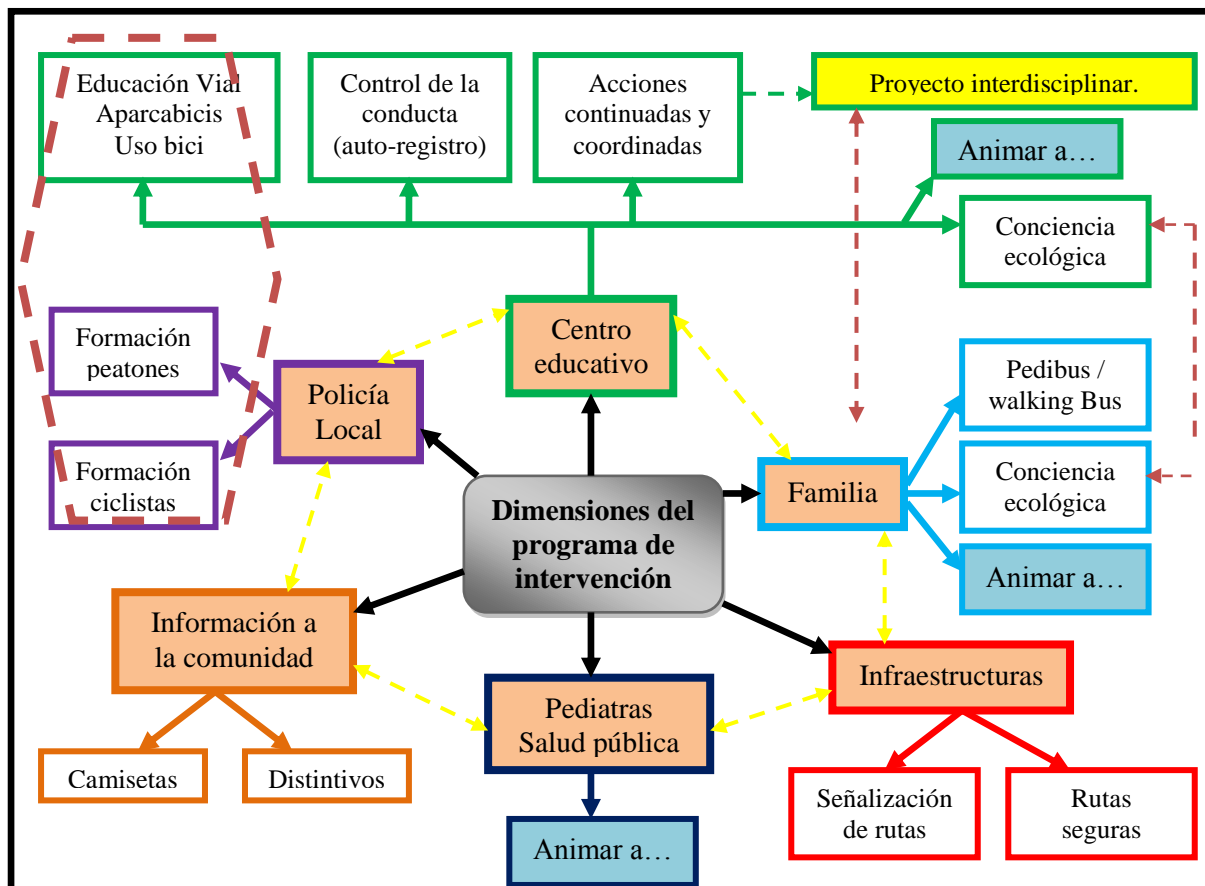 Educación Vial
Aparcabicis
Uso bici
Control de la
conducta
(auto-registro)
Acciones
continuadas y
coordinadas
Proyecto interdisciplinar.
Animar a…
Conciencia
ecológica
Centro
educativo
Formación
peatones
Policía
Local
Formación
ciclistas
Pedibus /
walking Bus
Familia
Conciencia
ecológica
Animar a…
Dimensiones del
programa de
intervención
Información a
la comunidad
Infraestructuras
Pediatras
Salud pública
Camisetas
Distintivos
Señalización
de rutas
Rutas
seguras
Animar a…